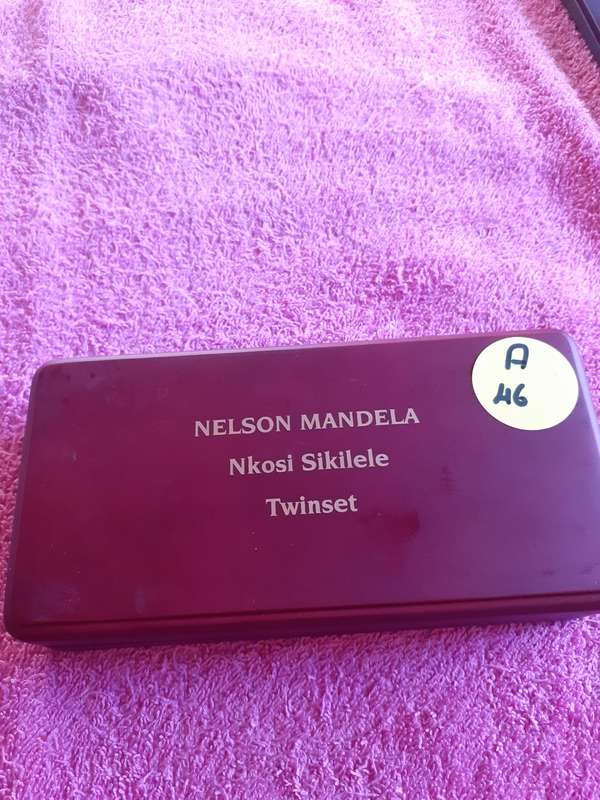 A
46
NELSON MANDELA
Nkosi Sikilele
Twinset